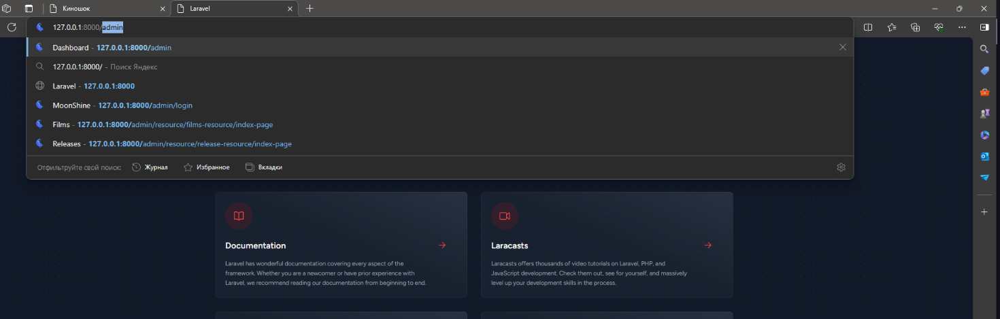 Киношок
Laravel
127.0.0.1:8000/admin
Dashboard - 127.0.0.1:8000/admin
127.0.0.1:8000/ - Поиск Яндекс
Laravel - 127.0.0.1:8000
MoonShine - 127.0.0.1:8000/admin/login
Films - 127.0.0.1:8000/admin/resource/films-resource/index-page
Releases - 127.0.0.1:8000/admin/resource/release-resource/index-page
Отфильтруйте свой поиск: Журнал Избранное Вкладки
Documentation
Laravel has wonderful documentation covering every aspect of the
framework. Whether you are a newcomer or have prior experience with
Laravel, we recommend reading our documentation from beginning to end.
Laracasts
Laracasts offers thousands of video tutorials on Laravel, PHP, and
JavaScript development. Check them out, see for yourself, and massively
level up your development skills in the process.